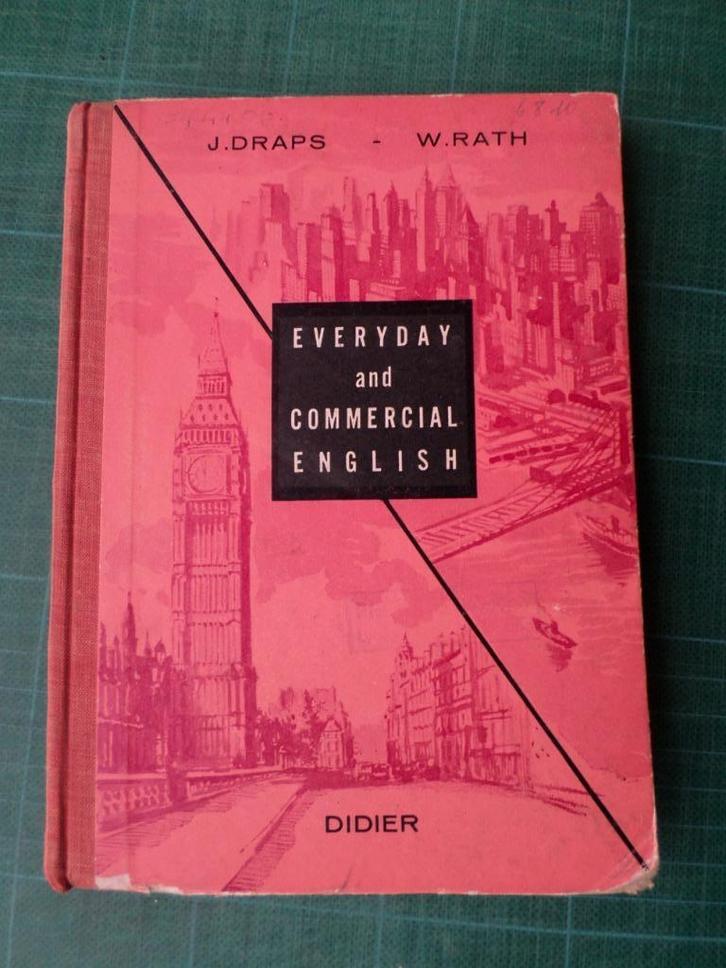 J.DRAPS - W.RATH
EVERYDAY
and
COMMERCIAL
ENGLISH
DIDIER